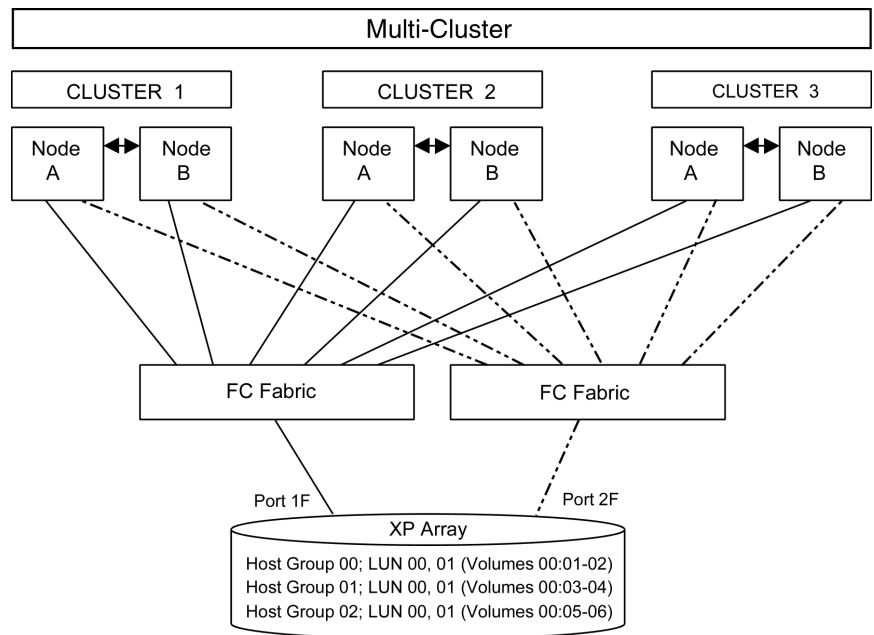 Multi-Cluster
CLUSTER 1
CLUSTER 2
CLUSTER 3
Node
A
Node
B
Node
A
Node
B
Node
A
Node
B
FC Fabric
FC Fabric
Port 1F
Port 2F
XP Array
Host Group 00; LUN 00, 01 (Volumes 00:01-02)
Host Group 01; LUN 00, 01 (Volumes 00:03-04)
Host Group 02; LUN 00, 01 (Volumes 00:05-06)